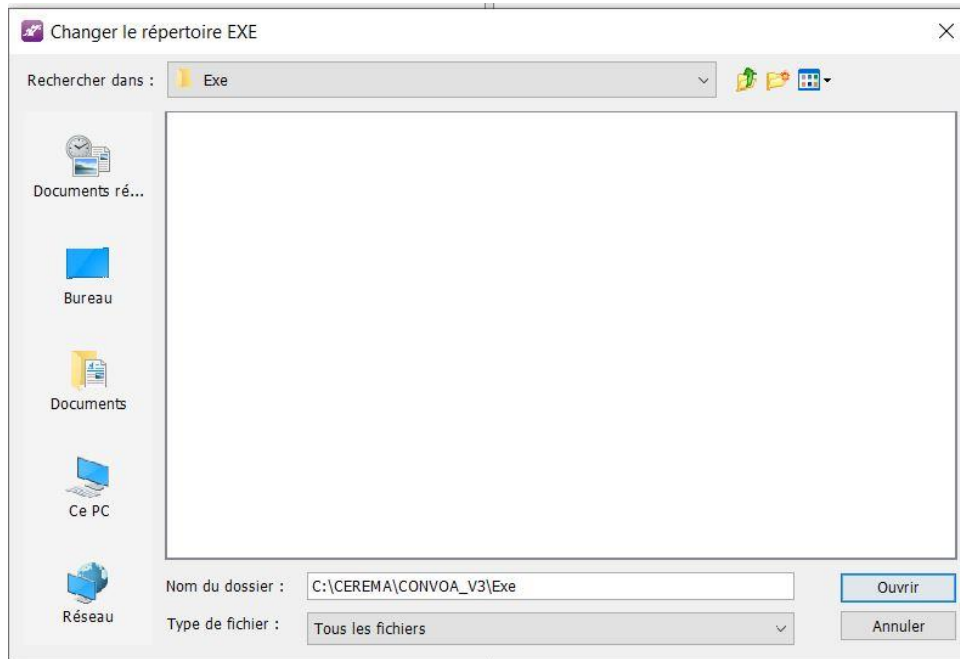 Changer le répertoire EXE
Rechercher dans :
Exe
Documents ré...
Bureau
Documents
Ce PC
Réseau
Nom du dossier :
C:\CEREMA\CONVOA_V3\Exe
Ouvrir
Type de fichier :
Tous les fichiers
Annuler